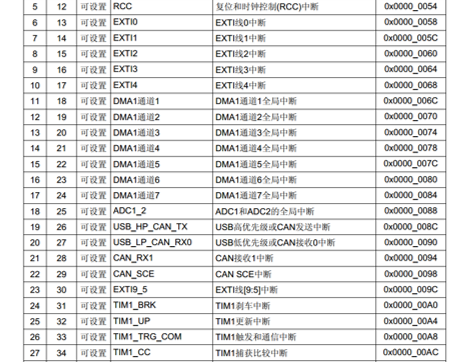 5 12 可设置 RCC 复位和时钟控制(RCC)中断 0x0000_0054
6 13 可设置 EXTI0 EXTI线0中断 0x0000_0058
7 14 可设置 EXTI1 EXTI线1中断 0x0000_005C
8 15 可设置 EXTI2 EXTI线2中断 0x0000_0060
9 16 可设置 EXTI3 EXTI线3中断 0x0000_0064
10 17 可设置 EXTI4 EXTI线4中断 0x0000_0068
11 18 可设置 DMA1通道1 DMA1通道1全局中断 0x0000_006C
12 19 可设置 DMA1通道2 DMA1通道2全局中断 0x0000_0070
13 20 可设置 DMA1通道3 DMA1通道3全局中断 0x0000_0074
14 21 可设置 DMA1通道4 DMA1通道4全局中断 0x0000_0078
15 22 可设置 DMA1通道5 DMA1通道5全局中断 0x0000_007C
16 23 可设置 DMA1通道6 DMA1通道6全局中断 0x0000_0080
17 24 可设置 DMA1通道7 DMA1通道7全局中断 0x0000_0084
18 25 可设置 ADC1_2 ADC1和ADC2的全局中断 0x0000_0088
19 26 可设置 USB_HP_CAN_TX USB高优先级或CAN发送中断 0x0000_008C
20 27 可设置 USB_LP_CAN_RX0 USB低优先级或CAN接收0中断 0x0000_0090
21 28 可设置 CAN_RX1 CAN接收1中断 0x0000_0094
22 29 可设置 CAN_SCE CAN SCE中断 0x0000_0098
23 30 可设置 EXTI9_5 EXTI线[9:5]中断 0x0000_009C
24 31 可设置 TIM1_BRK TIM1刹车中断 0x0000_00A0
25 32 可设置 TIM1_UP TIM1更新中断 0x0000_00A4
26 33 可设置 TIM1_TRG_COM TIM1触发和通信中断 0x0000_00A8
27 34 可设置 TIM1_CC TIM1捕获比较中断 0x0000_00AC